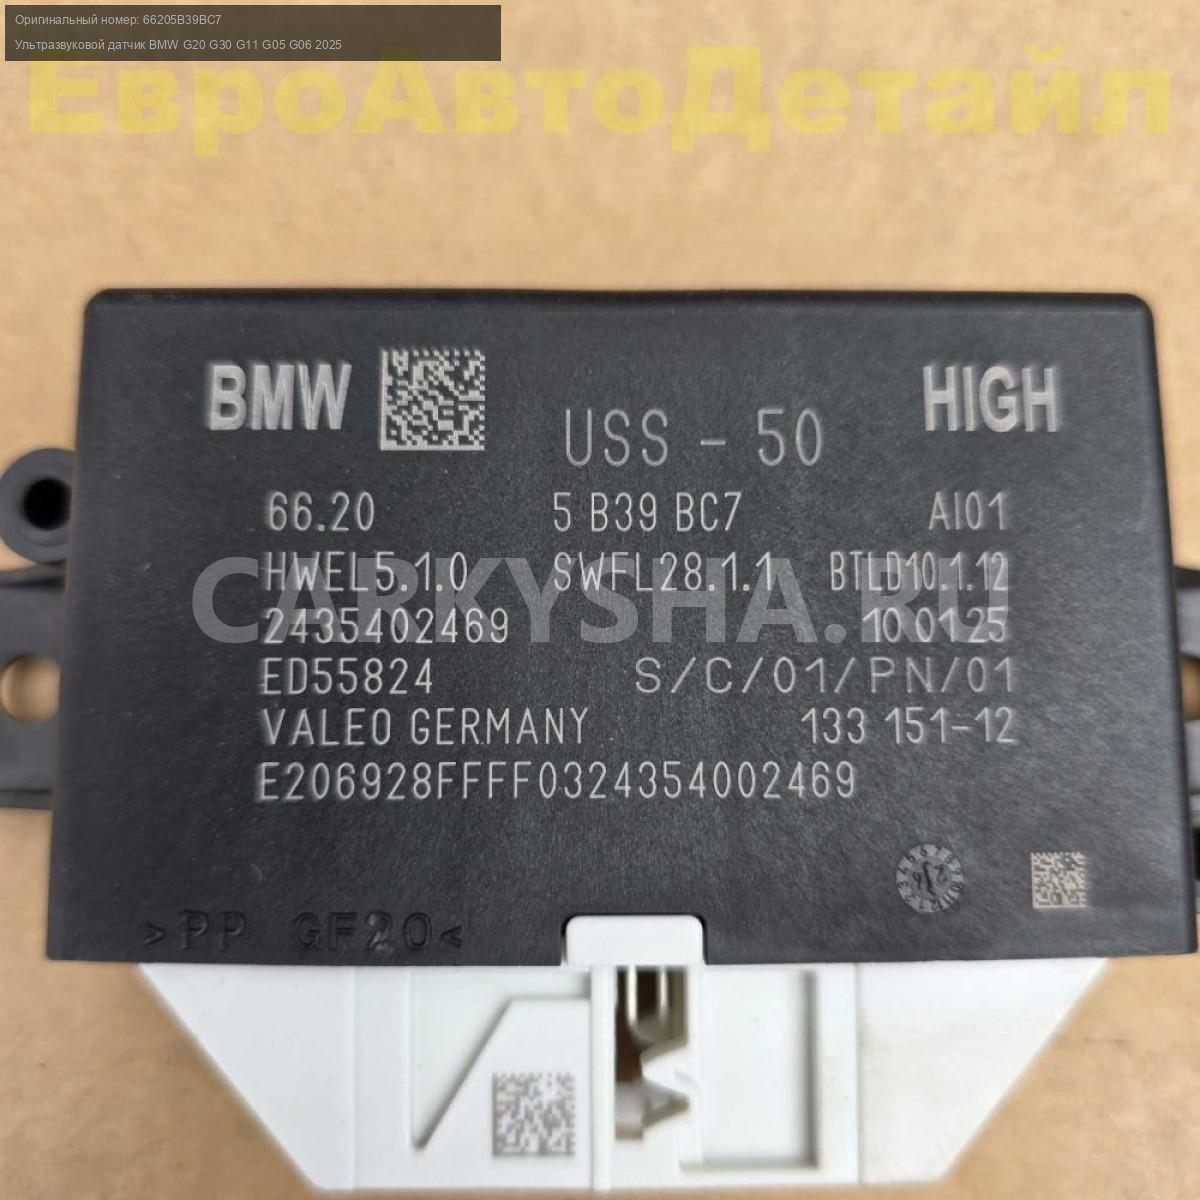 Оригинальный номер: 66205B39BC7
Ультразвуковой датчик BMW G20 G30 G11 G05 G06 2025
ЕвроАвтоДетайл
BMW HIGH
USS - 50
66.20 5 B39 BC7 AI01
HWEL5.1.0 SWFL28.1.1 BTLD10.1.12
CARKYSHA.RU
2435402469 10.01.25
ED55824 S/C/01/PN/01
VALEO GERMANY 133 151-12
E206928FFFF0324354002469
>PP GF20<